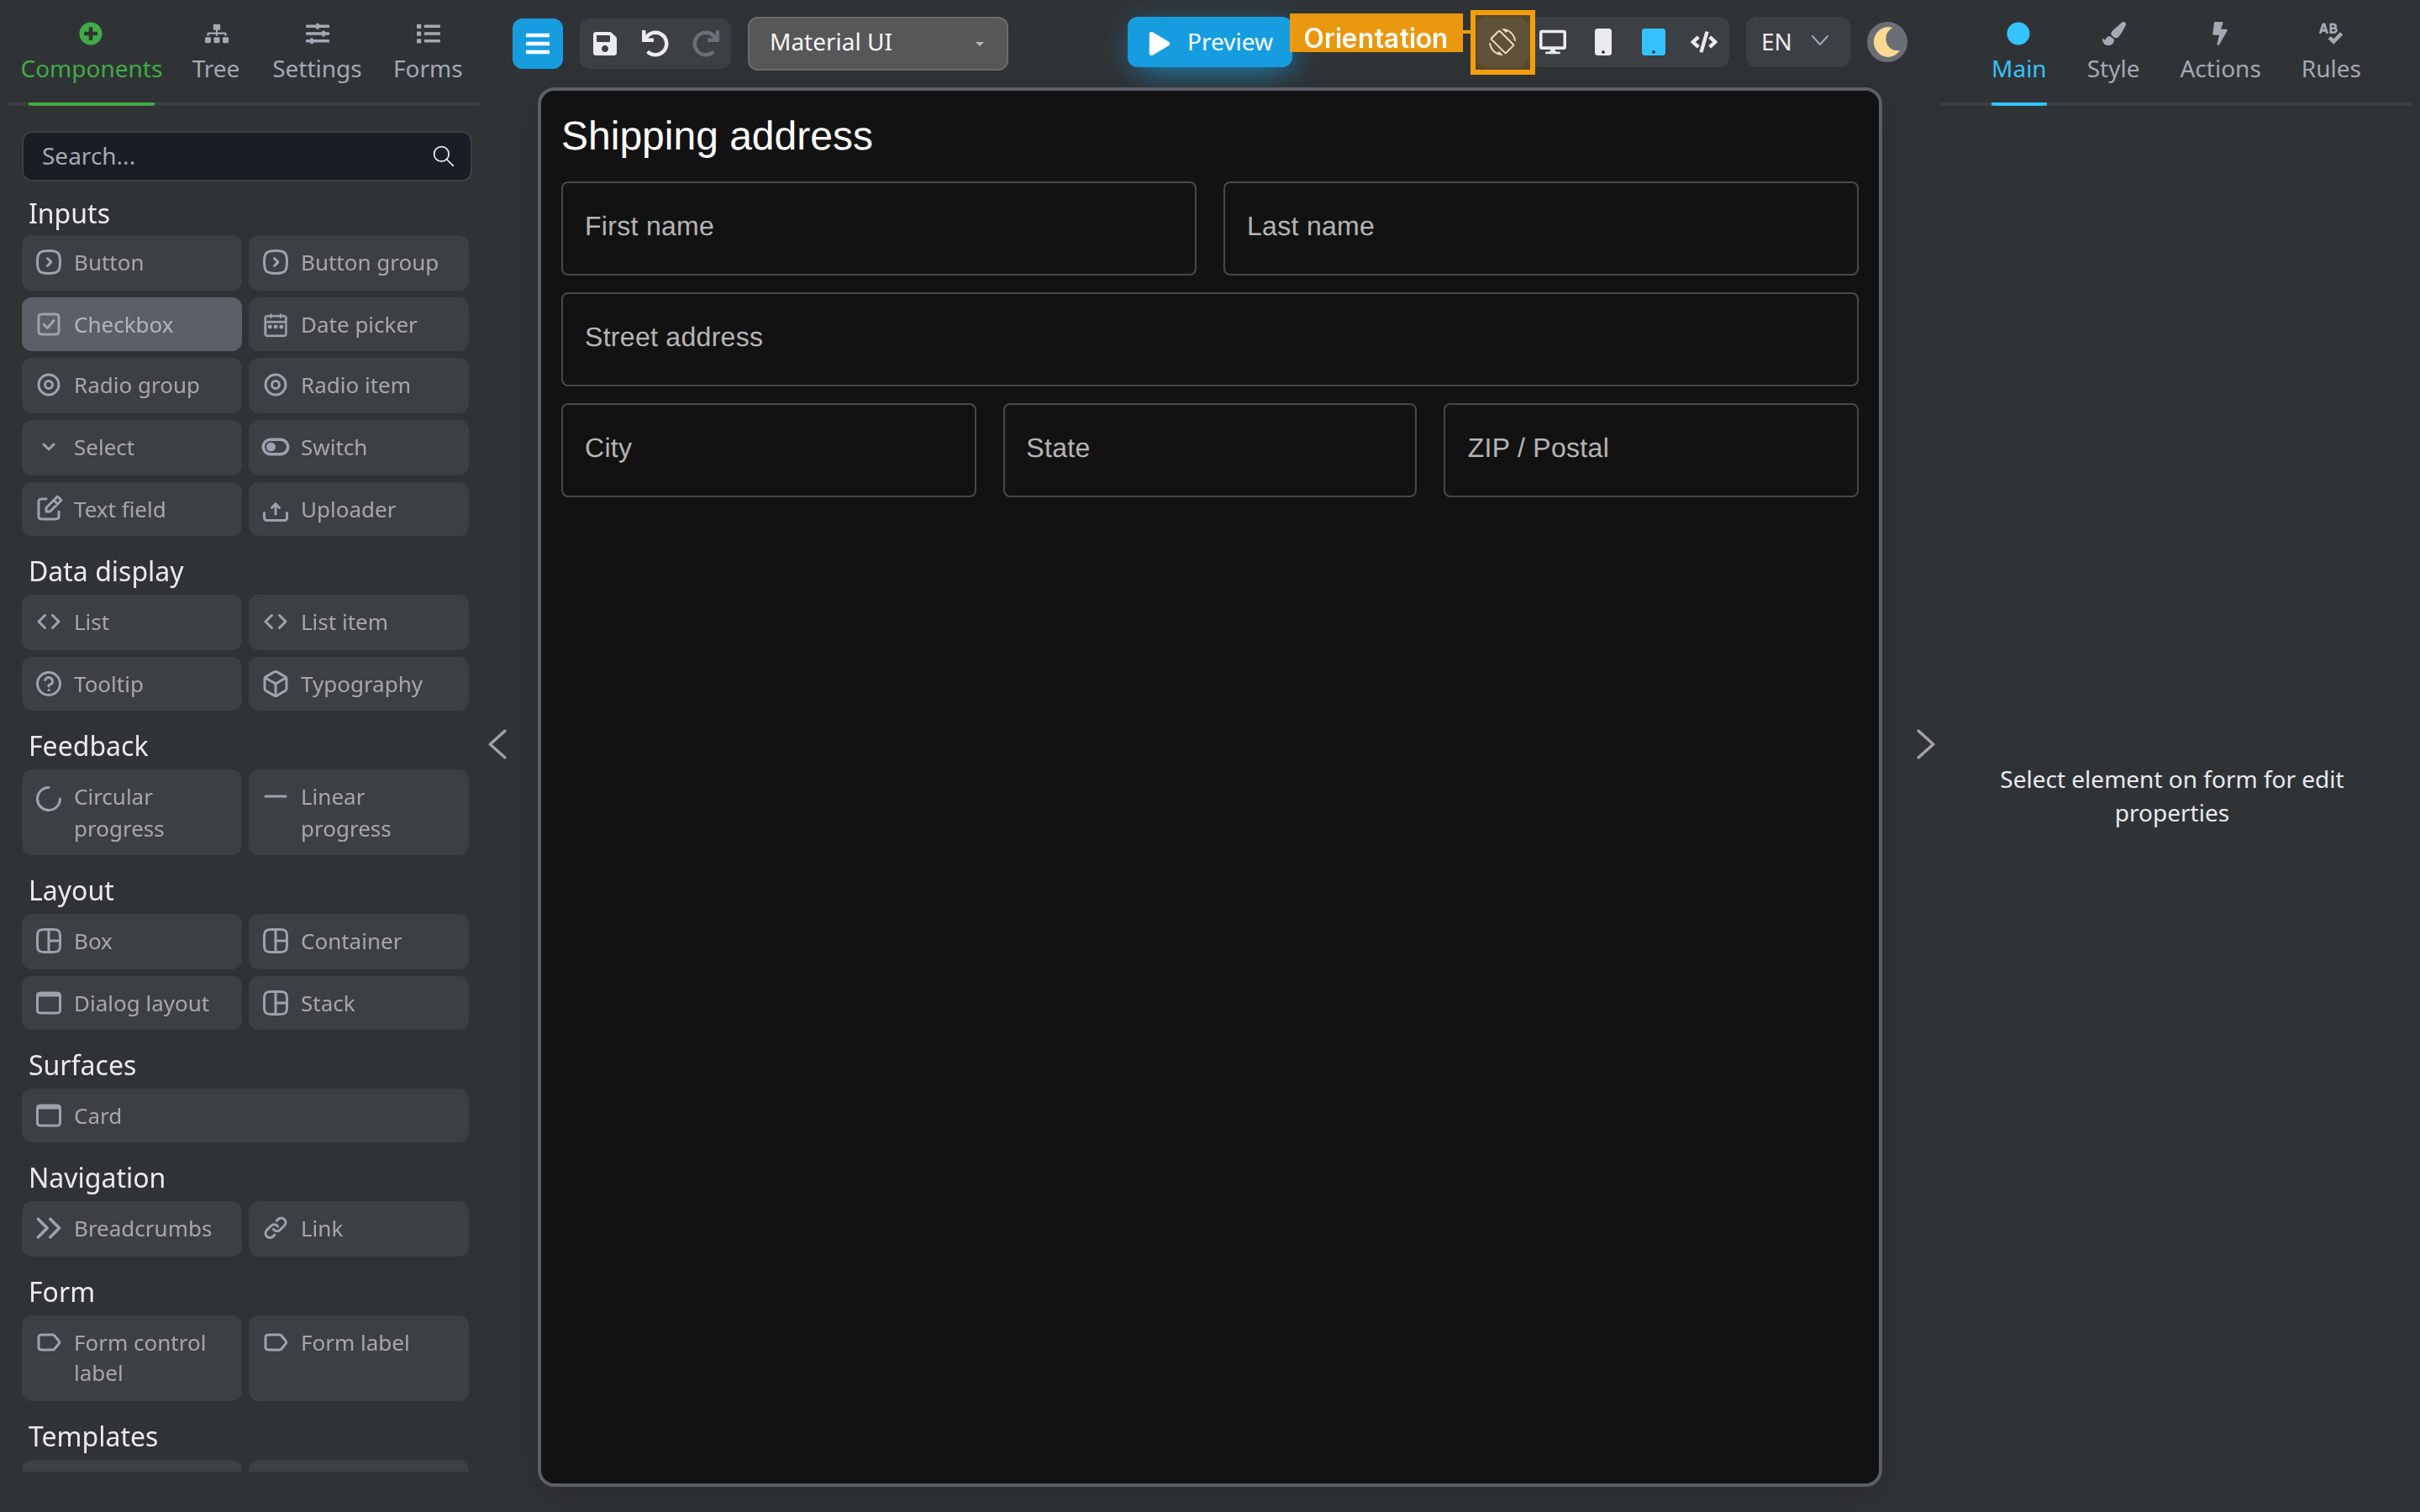 Components
Tree
Settings
Forms
Material UI
Preview
Orientation
EN
Main
Style
Actions
AB
Rules
Search...
Inputs
Button
Button group
Checkbox
Date picker
Radio group
Radio item
Select
Switch
Text field
Uploader
Data display
List
List item
Tooltip
Typography
Feedback
Circular
progress
Linear
progress
Layout
Box
Container
Dialog layout
Stack
Surfaces
Card
Navigation
Breadcrumbs
Link
Form
Form control
label
Form label
Templates
Shipping address
First name
Last name
Street address
City
State
ZIP / Postal
Select element on form for edit
properties